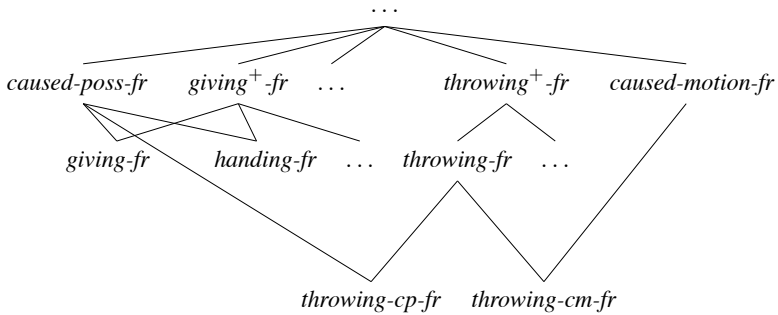 . . .
caused-poss-fr giving⁺-fr . . . throwing⁺-fr caused-motion-fr
giving-fr handing-fr . . . throwing-fr . . .
throwing-cp-fr throwing-cm-fr